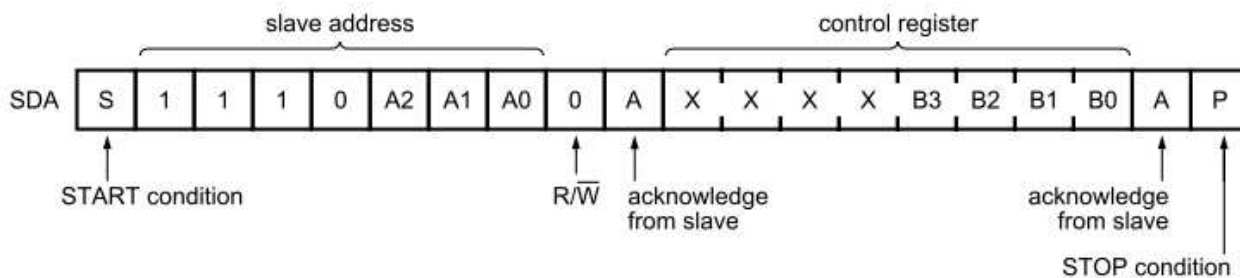 slave address control register
SDA S 1 1 1 0 A2 A1 A0 0 A X X X X B3 B2 B1 B0 A P
START condition R/W̅ acknowledge from slave acknowledge from slave
STOP condition